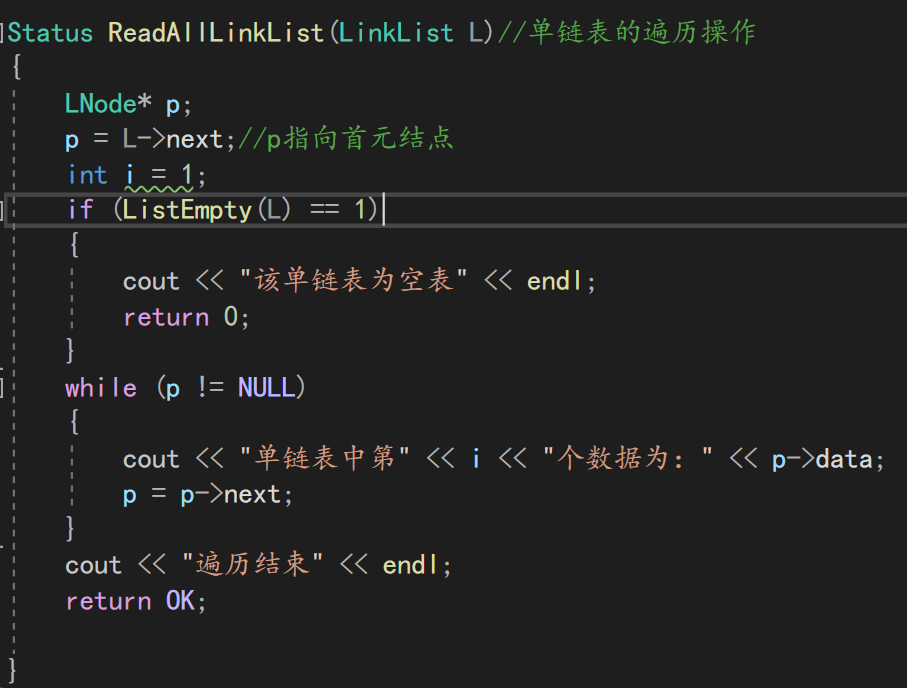 Status ReadAllLinkList(LinkList L)//单链表的遍历操作
{
LNode* p;
p = L->next;//p指向首元结点
int i = 1;
if (ListEmpty(L) == 1)
{
cout << "该单链表为空表" << endl;
return 0;
}
while (p != NULL)
{
cout << "单链表中第" << i << "个数据为：" << p->data;
p = p->next;
}
cout << "遍历结束" << endl;
return OK;
}